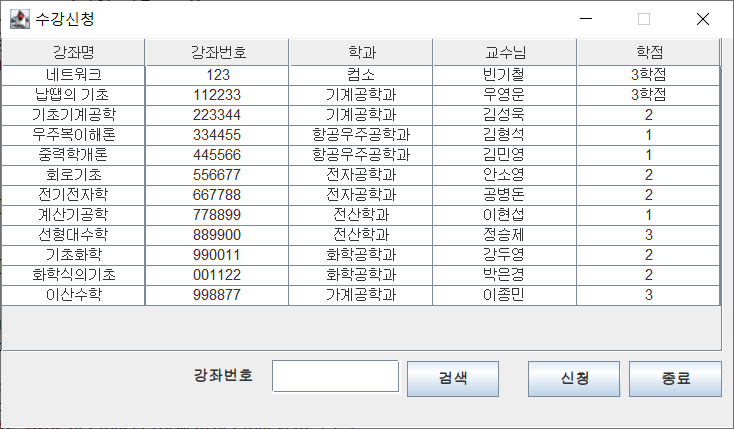 수강신청
강좌명 강좌번호 학과 교수님 학점
네트워크 123 컴소 빈기철 3학점
납땝의 기초 112233 기계공학과 우영운 3학점
기초기계공학 223344 기계공학과 김성욱 2
우주복이해론 334455 항공우주공학과 김형석 1
중력학개론 445566 항공우주공학과 김민영 1
회로기초 556677 전자공학과 안소영 2
전기전자학 667788 전자공학과 공병돈 2
계산기공학 778899 전산학과 이현섭 1
선형대수학 889900 전산학과 정승제 3
기초화학 990011 화학공학과 강두영 2
화학식의기초 001122 화학공학과 박은경 2
이산수학 998877 가계공학과 이종민 3
강좌번호 검색 신청 종료